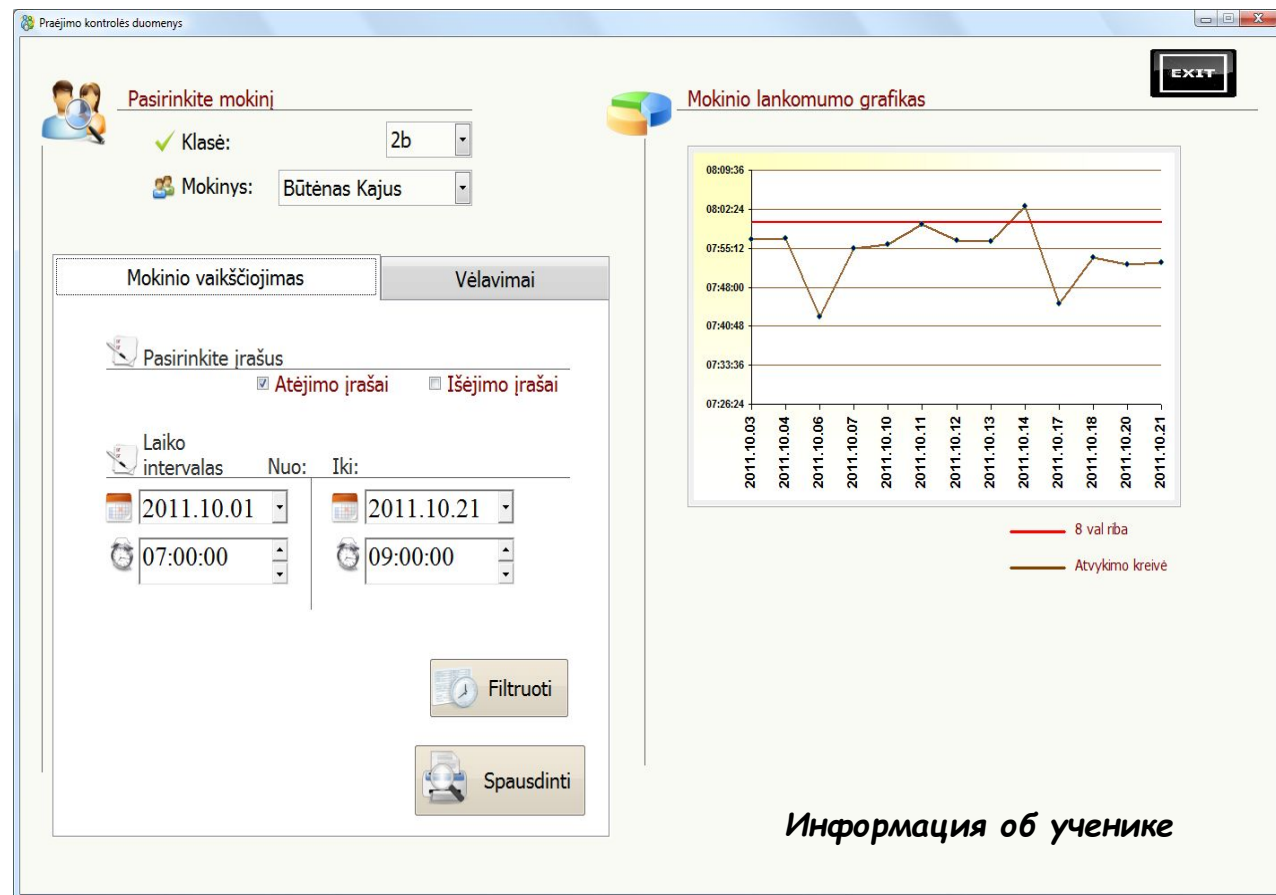 Praėjimo kontrolės duomenys
EXIT
Pasirinkite mokinį
Klasė: 2b
Mokinys: Būtėnas Kajus
Mokinio vaikščiojimas
Vėlavimai
Pasirinkite įrašus
Atėjimo įrašai Išėjimo įrašai
Laiko
intervalas Nuo: Iki:
2011.10.01 2011.10.21
07:00:00 09:00:00
Filtruoti
Spausdinti
Mokinio lankomumo grafikas
08:09:36
08:02:24
07:55:12
07:48:00
07:40:48
07:33:36
07:26:24
2011.10.03
2011.10.04
2011.10.06
2011.10.07
2011.10.10
2011.10.11
2011.10.12
2011.10.13
2011.10.14
2011.10.17
2011.10.18
2011.10.20
2011.10.21
8 val riba
Atvykimo kreivė
Информация об ученике